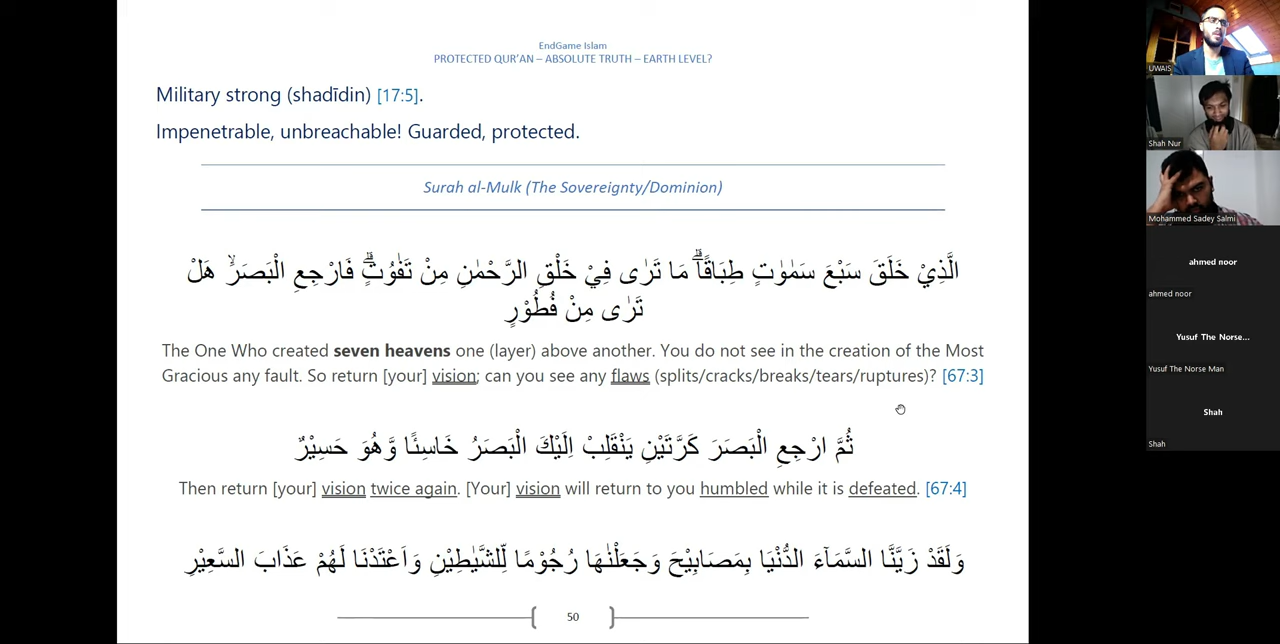 EndGame Islam
PROTECTED QUR'AN – ABSOLUTE TRUTH – EARTH LEVEL?
Military strong (shadīdin) [17:5].
Impenetrable, unbreachable! Guarded, protected.
Surah al-Mulk (The Sovereignty/Dominion)
الَّذِيْ خَلَقَ سَبْعَ سَمٰوٰتٍ طِبَاقًاۗ مَا تَرٰى فِيْ خَلْقِ الرَّحْمٰنِ مِنْ تَفٰوُتٍۗ فَارْجِعِ الْبَصَرَۙ هَلْ
تَرٰى مِنْ فُطُوْرٍ
The One Who created seven heavens one (layer) above another. You do not see in the creation of the Most
Gracious any fault. So return [your] vision; can you see any flaws (splits/cracks/breaks/tears/ruptures)? [67:3]
ثُمَّ ارْجِعِ الْبَصَرَ كَرَّتَيْنِ يَنْقَلِبْ اِلَيْكَ الْبَصَرُ خَاسِئًا وَّهُوَ حَسِيْرٌ
Then return [your] vision twice again. [Your] vision will return to you humbled while it is defeated. [67:4]
وَلَقَدْ زَيَّنَّا السَّمَاۤءَ الدُّنْيَا بِمَصَابِيْحَ وَجَعَلْنٰهَا رُجُوْمًا لِّلشَّيٰطِيْنِ وَاَعْتَدْنَا لَهُمْ عَذَابَ السَّعِيْرِ
50
UWAIS
Shah Nur
Mohammed Sadey Salmi
ahmed noor
ahmed noor
Yusuf The Norse...
Yusuf The Norse Man
Shah
Shah